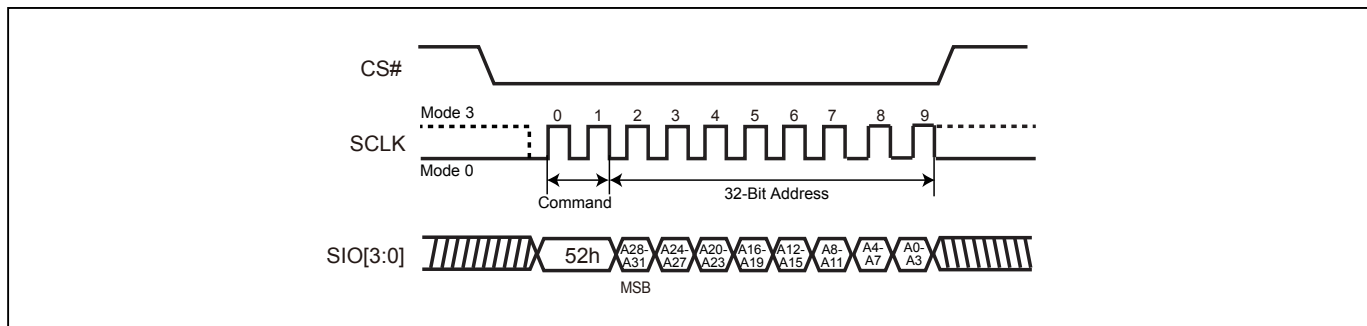 CS#
Mode 3
0 1 2 3 4 5 6 7 8 9
SCLK
Mode 0
Command
32-Bit Address
SIO[3:0]
52h
A28-
A31
A24-
A27
A20-
A23
A16-
A19
A12-
A15
A8-
A11
A4-
A7
A0-
A3
MSB